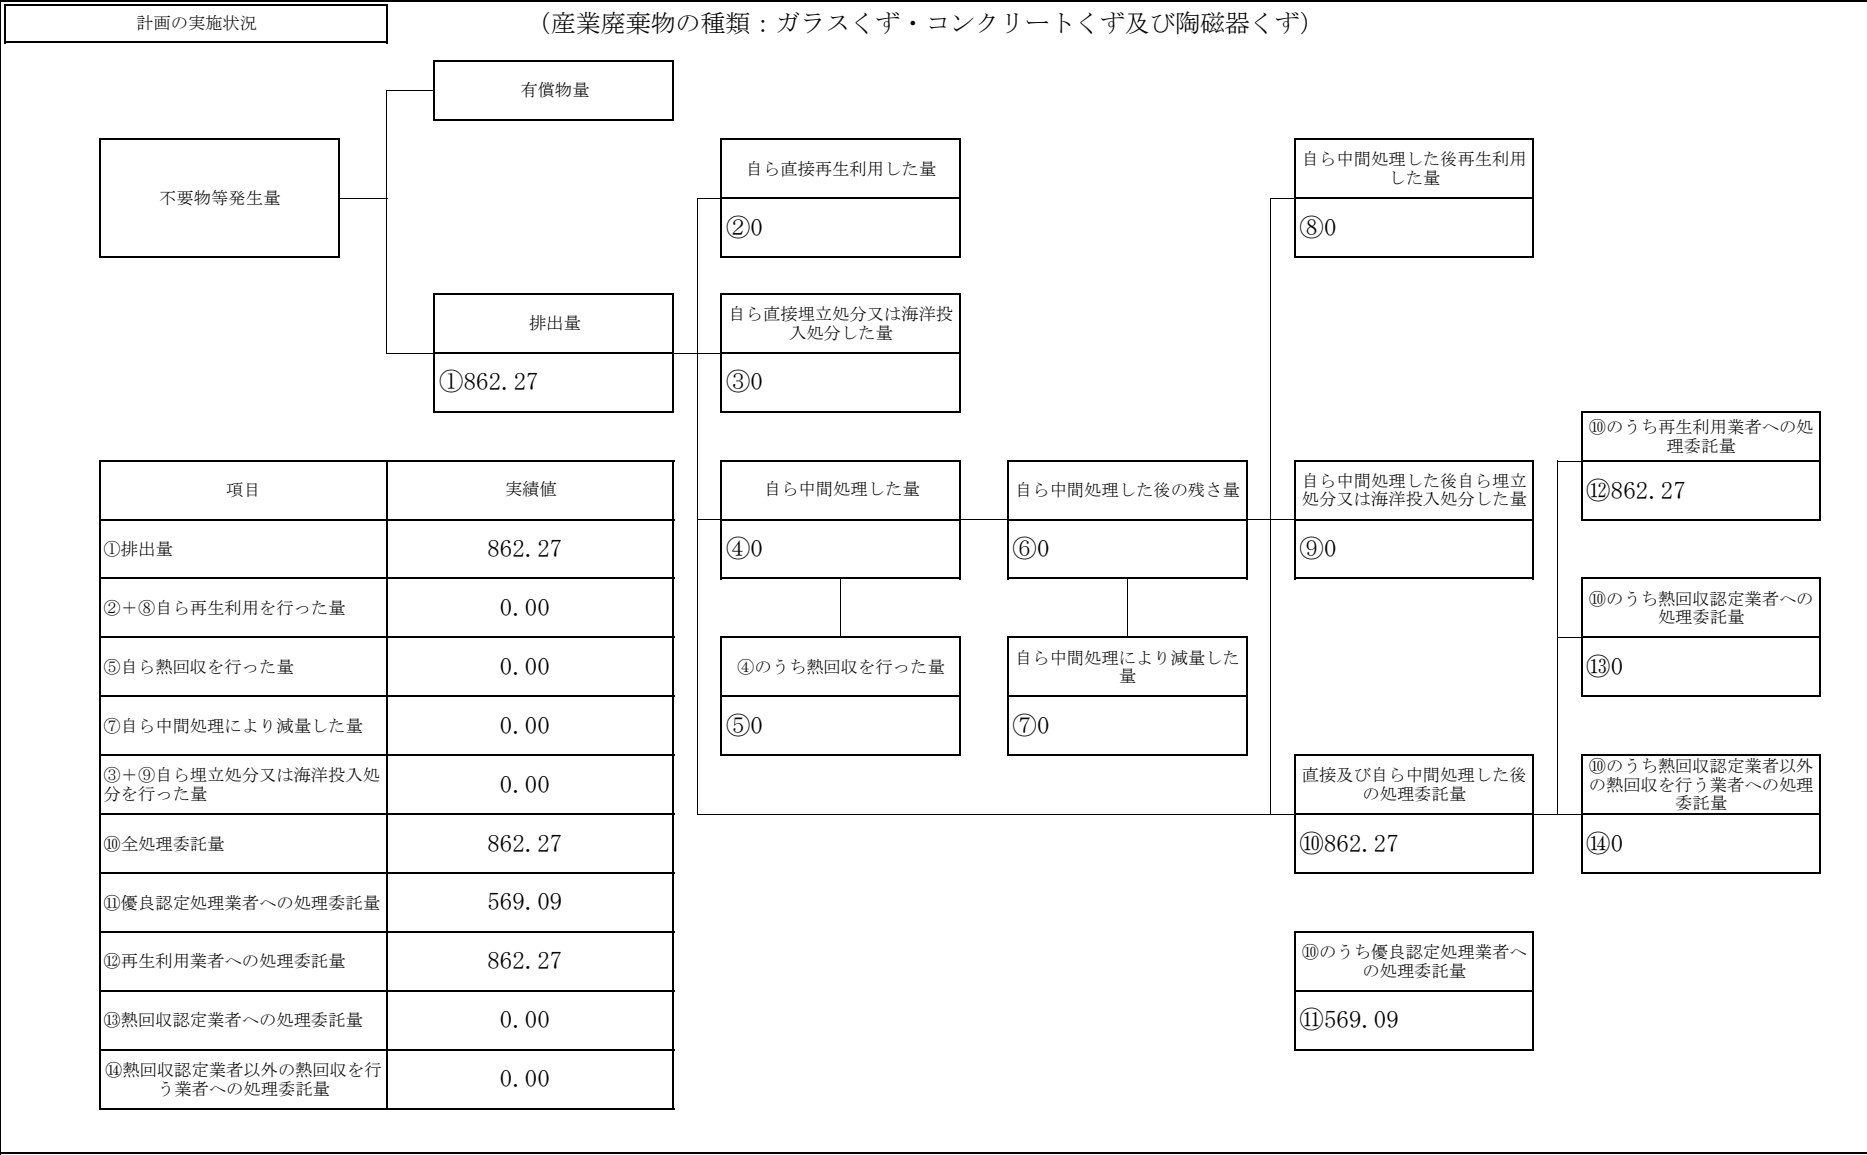 計画の実施状況
（産業廃棄物の種類：ガラスくず・コンクリートくず及び陶磁器くず）
有償物量
不要物等発生量
自ら直接再生利用した量
②0
自ら中間処理した後再生利用
した量
⑧0
排出量
①862.27
自ら直接埋立処分又は海洋投
入処分した量
③0
⑩のうち再生利用業者への処
理委託量
⑫862.27
自ら中間処理した量
④0
自ら中間処理した後の残さ量
⑥0
自ら中間処理した後自ら埋立
処分又は海洋投入処分した量
⑨0
⑩のうち熱回収認定業者への
処理委託量
⑬0
④のうち熱回収を行った量
⑤0
自ら中間処理により減量した
量
⑦0
直接及び自ら中間処理した後
の処理委託量
⑩862.27
⑩のうち熱回収認定業者以外
の熱回収を行う業者への処理
委託量
⑭0
⑩のうち優良認定処理業者へ
の処理委託量
⑪569.09
項目 実績値
①排出量 862.27
②＋⑧自ら再生利用を行った量 0.00
⑤自ら熱回収を行った量 0.00
⑦自ら中間処理により減量した量 0.00
③＋⑨自ら埋立処分又は海洋投入処
分を行った量 0.00
⑩全処理委託量 862.27
⑪優良認定処理業者への処理委託量 569.09
⑫再生利用業者への処理委託量 862.27
⑬熱回収認定業者への処理委託量 0.00
⑭熱回収認定業者以外の熱回収を行
う業者への処理委託量 0.00